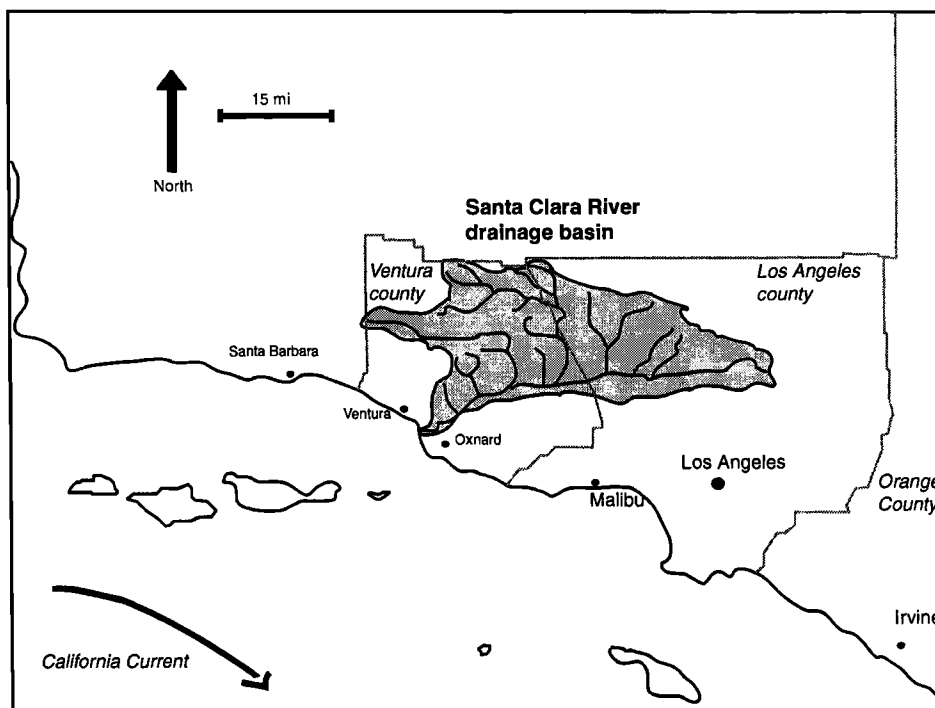 15 mi
North
Santa Clara River
drainage basin
Ventura
county
Los Angeles
county
Santa Barbara
Ventura
Oxnard
Los Angeles
Malibu
Orange
County
Irvine
California Current